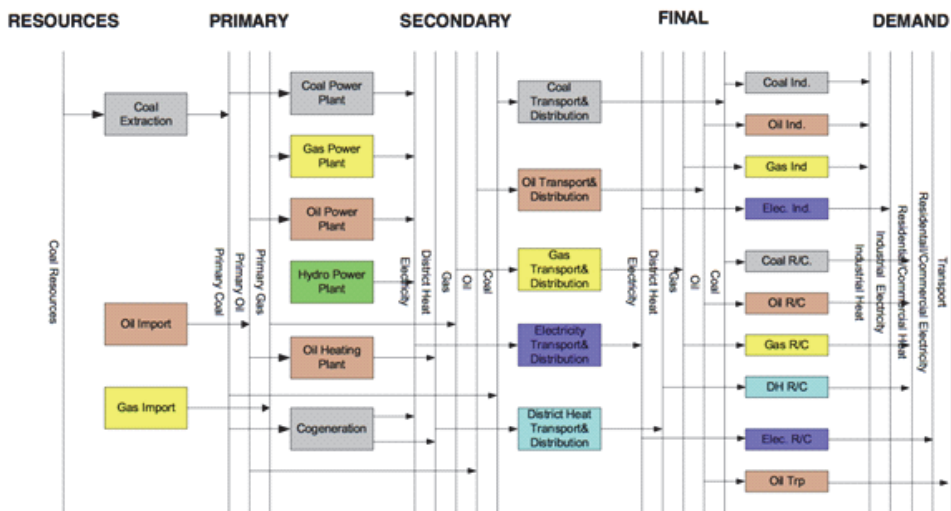 RESOURCES
PRIMARY
SECONDARY
FINAL
DEMAND
Coal Resources
Coal
Extraction
Oil Import
Gas Import
Primary Coal
Primary Oil
Primary Gas
Coal Power
Plant
Gas Power
Plant
Oil Power
Plant
Hydro Power
Plant
Oil Heating
Plant
Cogeneration
Electricity
District Heat
Gas
Oil
Coal
Coal
Transport&
Distribution
Oil Transport&
Distribution
Gas
Transport&
Distribution
Electricity
Transport&
Distribution
District Heat
Transport&
Distribution
Electricity
District Heat
Gas
Oil
Coal
Coal Ind.
Oil Ind.
Gas Ind
Elec. Ind.
Coal R/C.
Oil R/C
Gas R/C
DH R/C
Elec. R/C
Oil Trp
Industrial Heat
Industrial Electricity
Residential/Commercial Heat
Residentail/Commercial Electricity
Transport